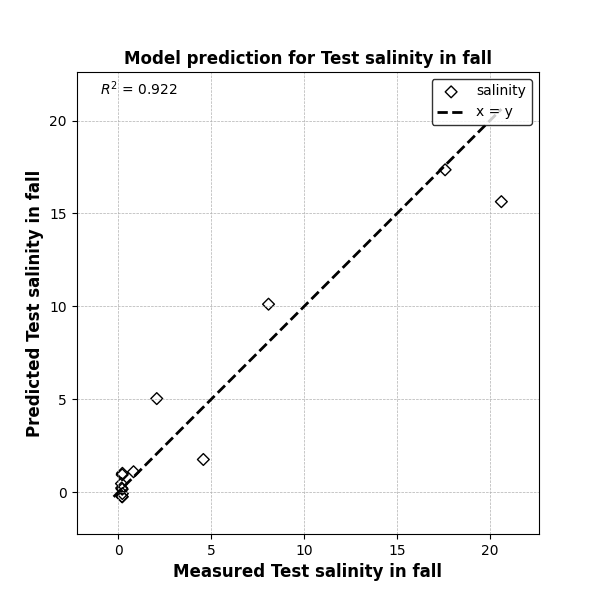 Model prediction for Test salinity in fall
R² = 0.922
salinity
x = y
Predicted Test salinity in fall
20
15
10
5
0
0 5 10 15 20
Measured Test salinity in fall